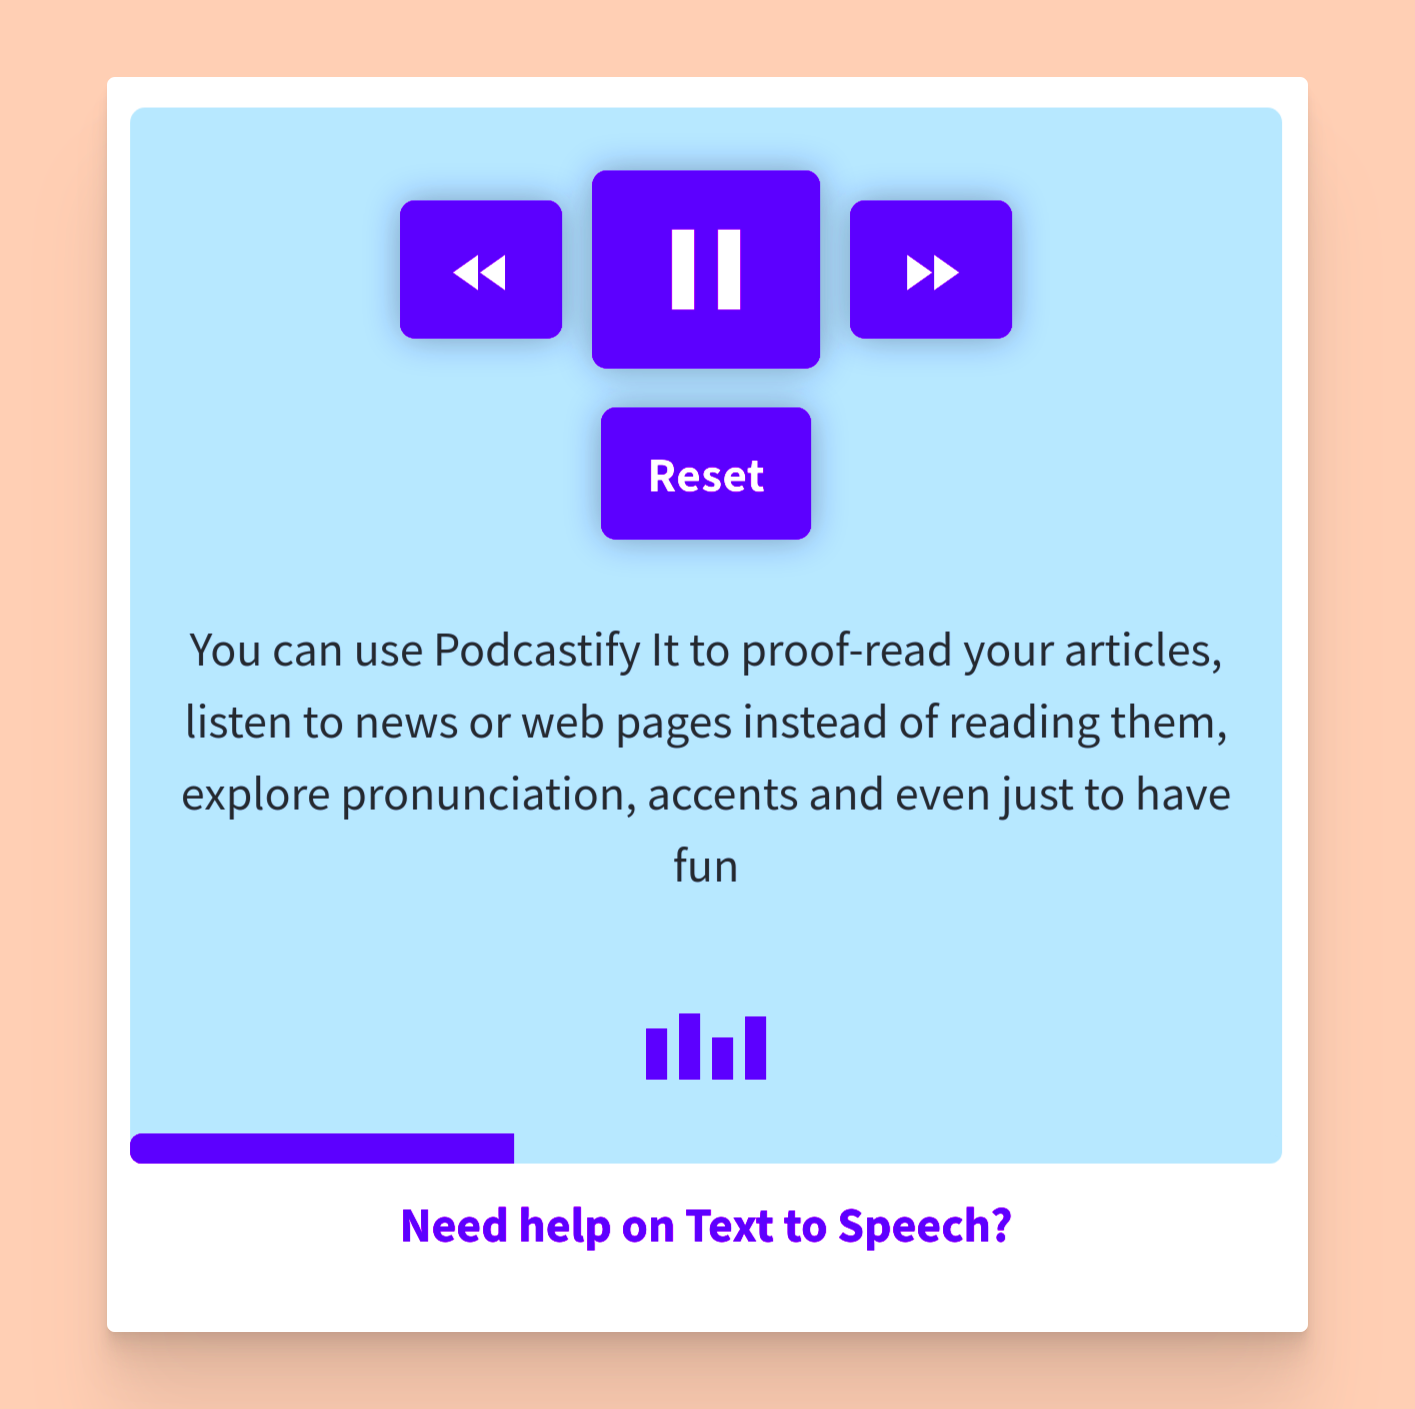 Reset
You can use Podcastify It to proof-read your articles,
listen to news or web pages instead of reading them,
explore pronunciation, accents and even just to have
fun
Need help on Text to Speech?